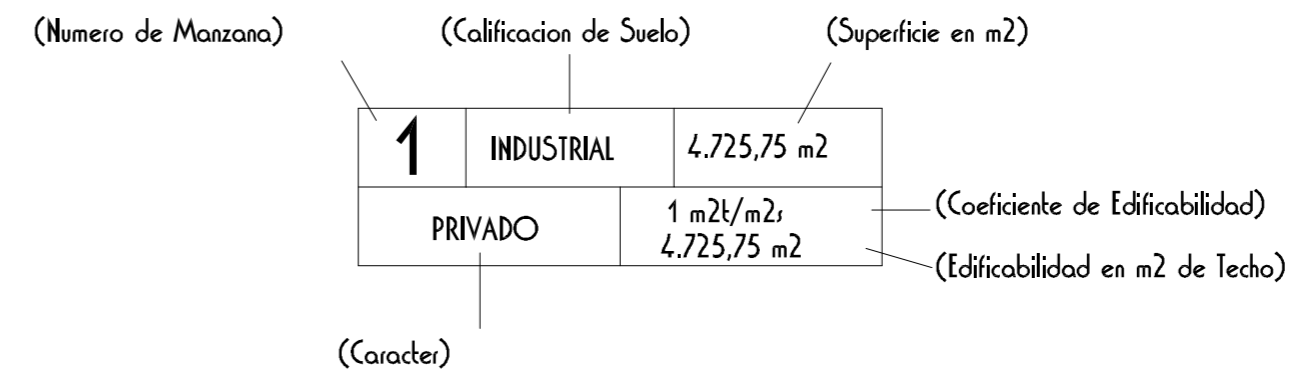 (Numero de Manzana) (Calificacion de Suelo) (Superficie en m2)
1 INDUSTRIAL 4.725,75 m2
PRIVADO 1 m2t/m2s (Coeficiente de Edificabilidad)
4.725,75 m2 (Edificabilidad en m2 de Techo)
(Caracter)